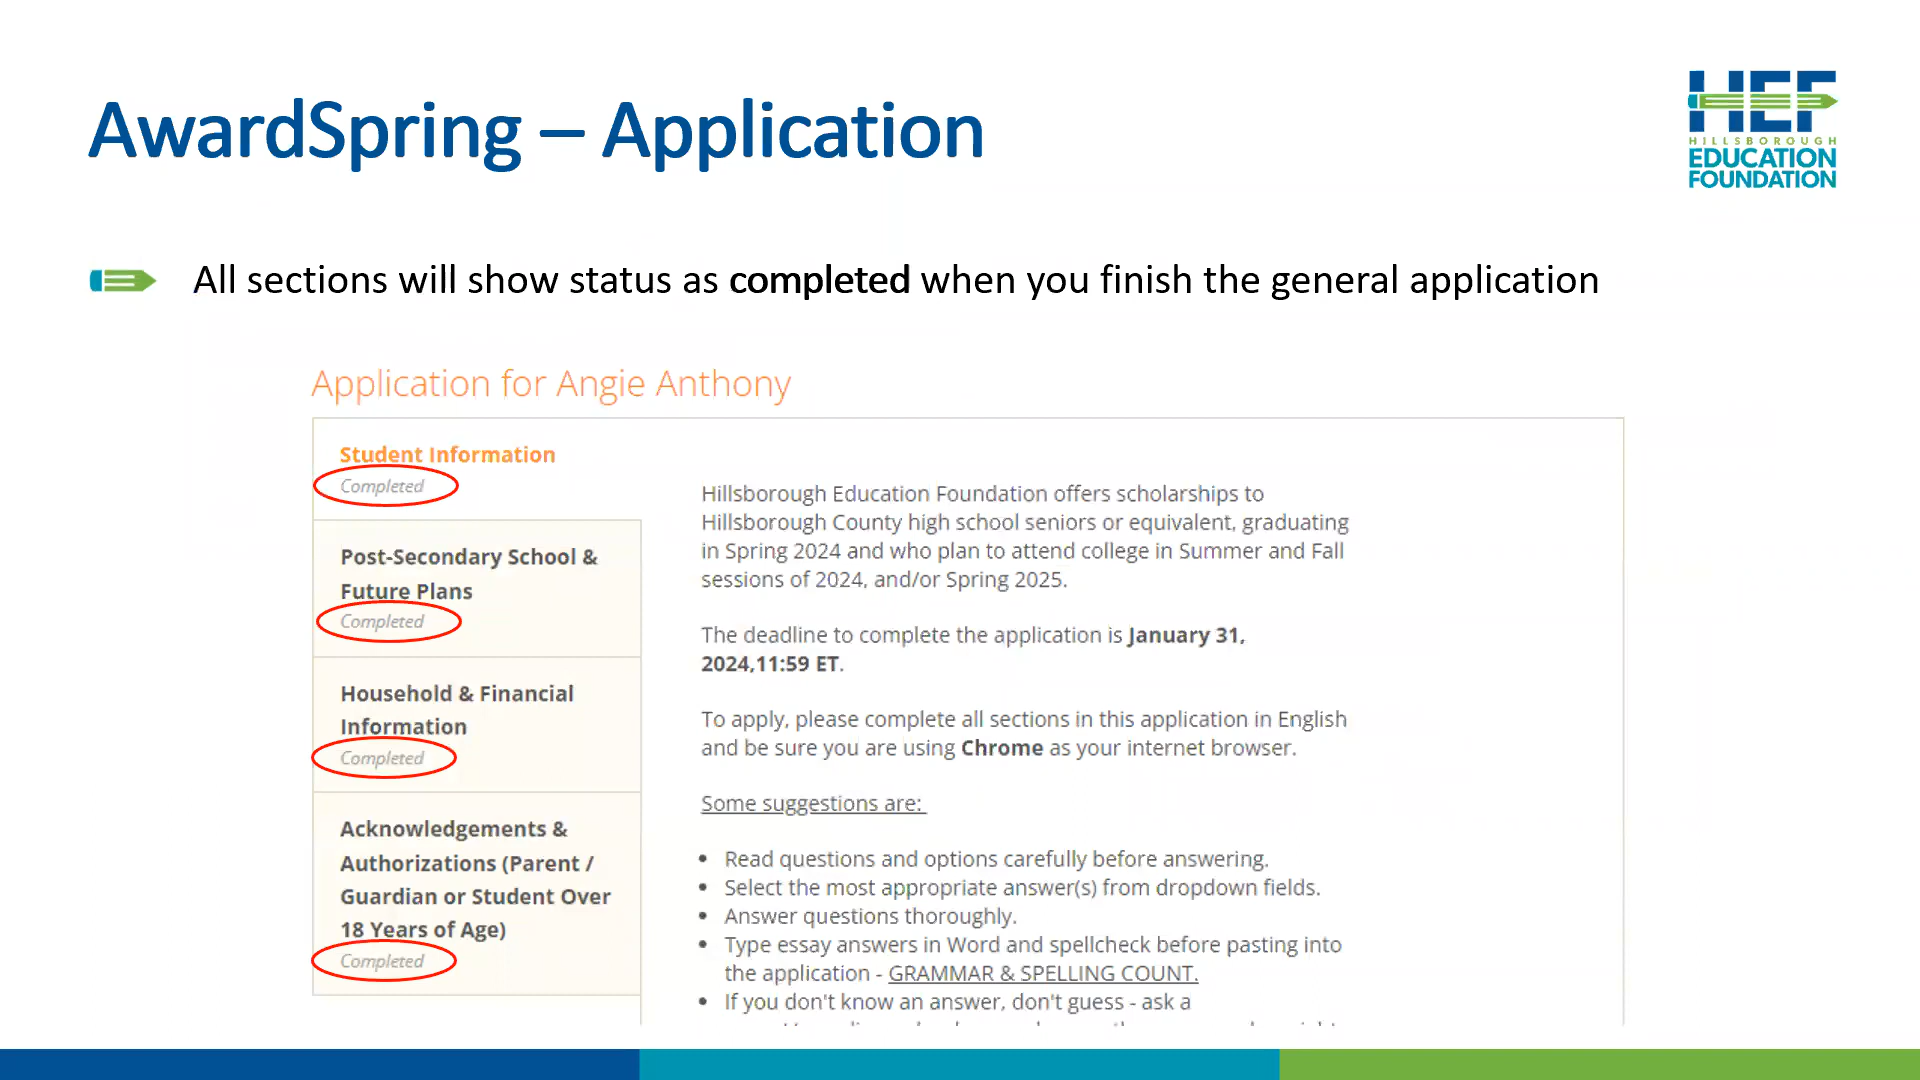 AwardSpring – Application
HEF
HILLSBOROUGH
EDUCATION
FOUNDATION
All sections will show status as completed when you finish the general application
Application for Angie Anthony
Student Information
Completed
Post-Secondary School &
Future Plans
Completed
Household & Financial
Information
Completed
Acknowledgements &
Authorizations (Parent /
Guardian or Student Over
18 Years of Age)
Completed
Hillsborough Education Foundation offers scholarships to
Hillsborough County high school seniors or equivalent, graduating
in Spring 2024 and who plan to attend college in Summer and Fall
sessions of 2024, and/or Spring 2025.
The deadline to complete the application is January 31,
2024,11:59 ET.
To apply, please complete all sections in this application in English
and be sure you are using Chrome as your internet browser.
Some suggestions are:
• Read questions and options carefully before answering.
• Select the most appropriate answer(s) from dropdown fields.
• Answer questions thoroughly.
• Type essay answers in Word and spellcheck before pasting into
the application - GRAMMAR & SPELLING COUNT.
• If you don't know an answer, don't guess - ask a